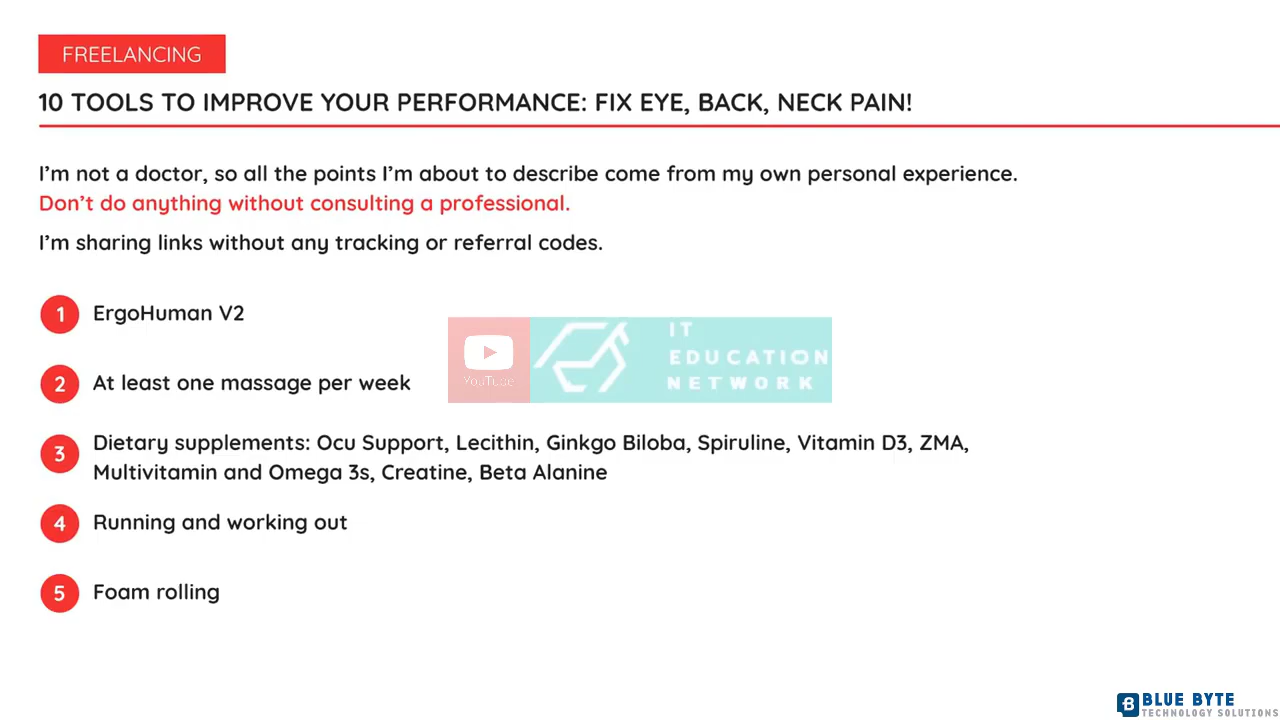 FREELANCING
10 TOOLS TO IMPROVE YOUR PERFORMANCE: FIX EYE, BACK, NECK PAIN!
I'm not a doctor, so all the points I'm about to describe come from my own personal experience.
Don't do anything without consulting a professional.
I'm sharing links without any tracking or referral codes.
1 ErgoHuman V2
2 At least one massage per week
3 Dietary supplements: Ocu Support, Lecithin, Ginkgo Biloba, Spiruline, Vitamin D3, ZMA,
Multivitamin and Omega 3s, Creatine, Beta Alanine
4 Running and working out
5 Foam rolling
YouTube
IT
EDUCATION
NETWORK
BLUE BYTE
TECHNOLOGY SOLUTIONS